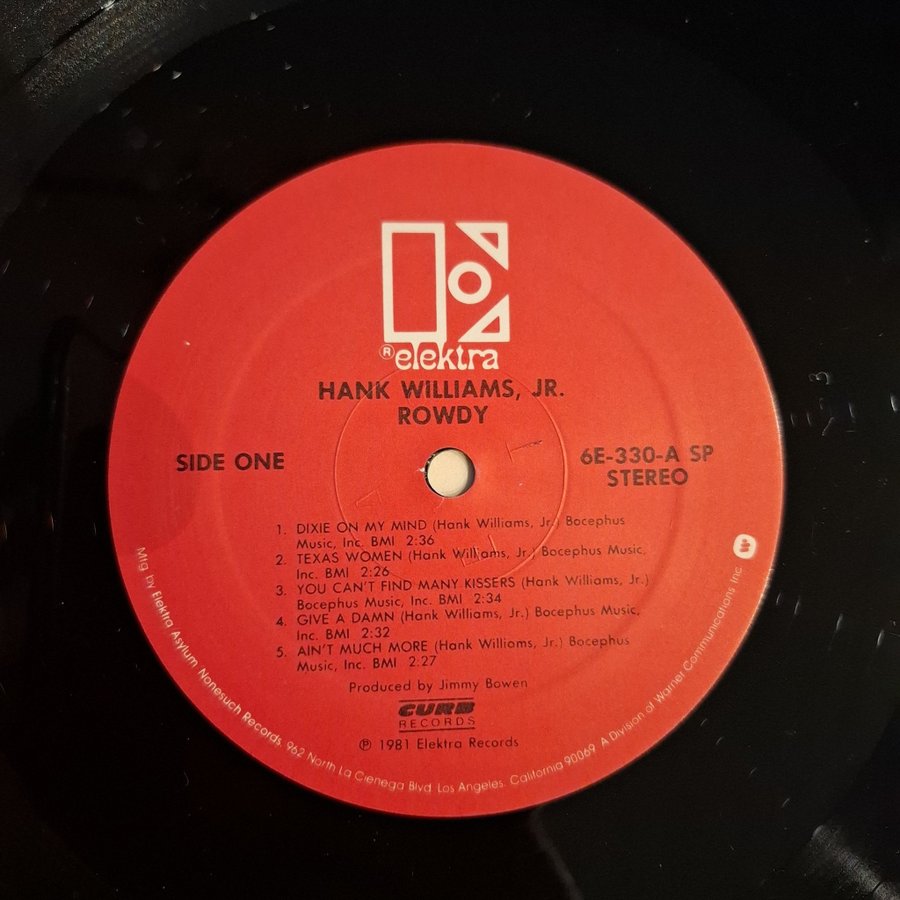 ® elektra
HANK WILLIAMS, JR.
ROWDY
SIDE ONE
6E-330-A SP
STEREO
1. DIXIE ON MY MIND (Hank Williams, Jr.) Bocephus
Music, Inc. BMI 2:36
2. TEXAS WOMEN (Hank Williams, Jr.) Bocephus Music,
Inc. BMI 2:26
3. YOU CAN'T FIND MANY KISSERS (Hank Williams, Jr.)
Bocephus Music, Inc. BMI 2:34
4. GIVE A DAMN (Hank Williams, Jr.) Bocephus Music,
Inc. BMI 2:32
5. AIN'T MUCH MORE (Hank Williams, Jr.) Bocephus
Music, Inc. BMI 2:27
Produced by Jimmy Bowen
CURB
RECORDS
℗ 1981 Elektra Records
Mfg by Elektra Asylum Nonesuch Records, 962 North La Cienega Blvd Los Angeles, California 90069 A Division of Warner Communications Inc